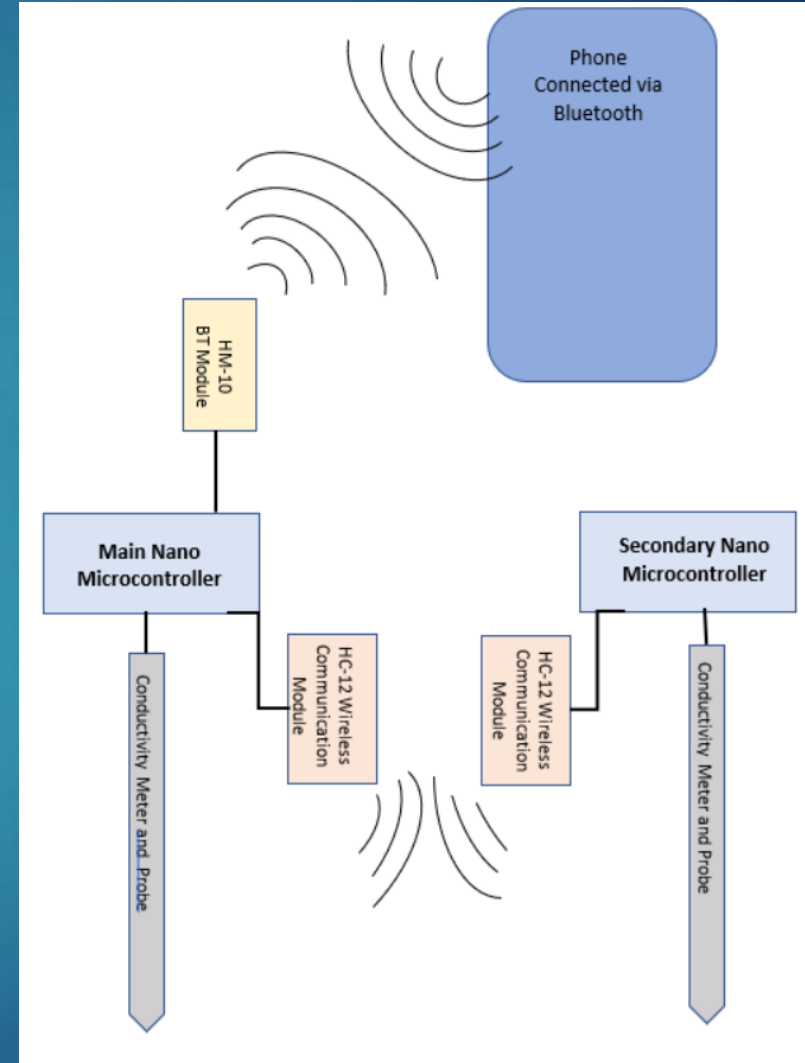 Phone
Connected via
Bluetooth
HM-10
BT Module
Main Nano
Microcontroller
Secondary Nano
Microcontroller
HC-12 Wireless
Communication
Module
HC-12 Wireless
Communication
Module
Conductivity Meter and Probe
Conductivity Meter and Probe